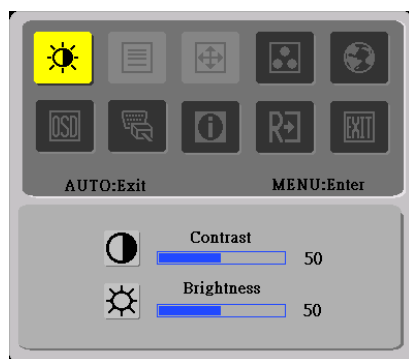 OSD
i
R
EXIT
AUTO:Exit MENU:Enter
Contrast
50
Brightness
50